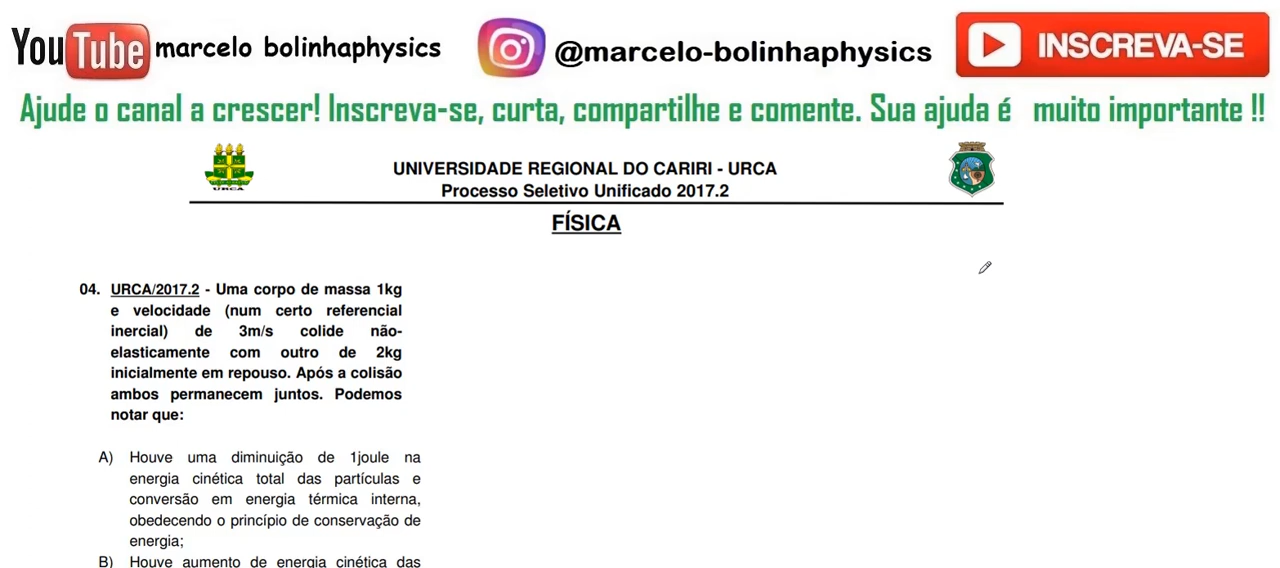 You Tube marcelo bolinhaphysics
@marcelo-bolinhaphysics
INSCREVA-SE
Ajude o canal a crescer! Inscreva-se, curta, compartilhe e comente. Sua ajuda é muito importante !!
URCA
UNIVERSIDADE REGIONAL DO CARIRI - URCA
Processo Seletivo Unificado 2017.2
FÍSICA
04. URCA/2017.2 - Uma corpo de massa 1kg
e velocidade (num certo referencial
inercial) de 3m/s colide não-
elasticamente com outro de 2kg
inicialmente em repouso. Após a colisão
ambos permanecem juntos. Podemos
notar que:
A) Houve uma diminuição de 1joule na
energia cinética total das partículas e
conversão em energia térmica interna,
obedecendo o princípio de conservação de
energia;
B) Houve aumento de energia cinética das